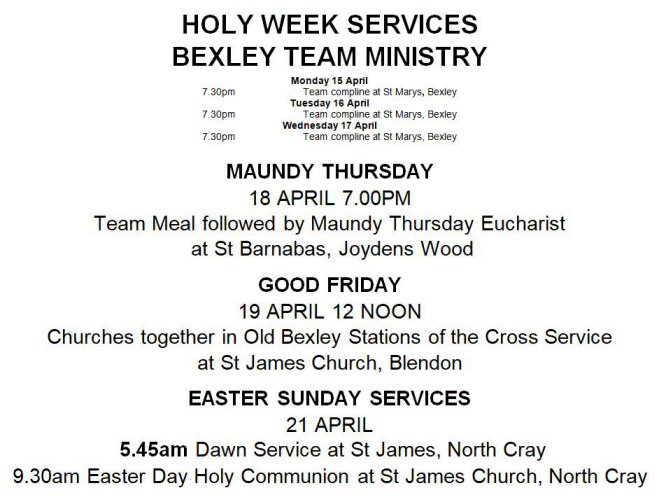 HOLY WEEK SERVICES
BEXLEY TEAM MINISTRY
Monday 15 April
7.30pm Team compline at St Marys, Bexley
Tuesday 16 April
7.30pm Team compline at St Marys, Bexley
Wednesday 17 April
7.30pm Team compline at St Marys, Bexley
MAUNDY THURSDAY
18 APRIL 7.00PM
Team Meal followed by Maundy Thursday Eucharist
at St Barnabas, Joydens Wood
GOOD FRIDAY
19 APRIL 12 NOON
Churches together in Old Bexley Stations of the Cross Service
at St James Church, Blendon
EASTER SUNDAY SERVICES
21 APRIL
5.45am Dawn Service at St James, North Cray
9.30am Easter Day Holy Communion at St James Church, North Cray